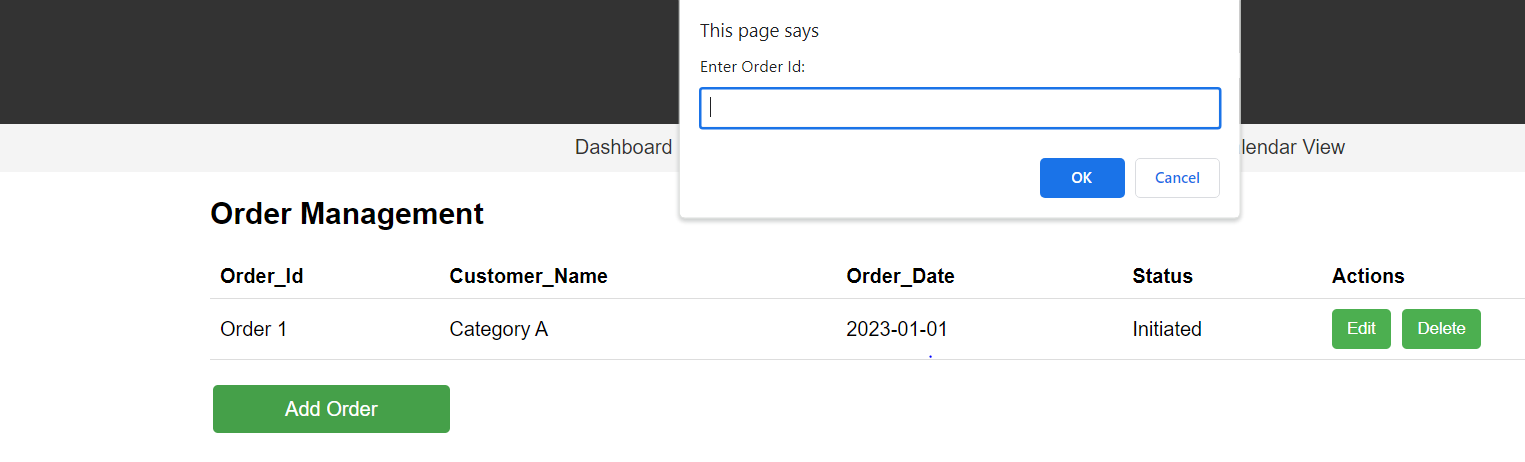 This page says
Enter Order Id:
OK Cancel
Dashboard lendar View
Order Management
Order_Id Customer_Name Order_Date Status Actions
Order 1 Category A 2023-01-01 Initiated Edit Delete
Add Order